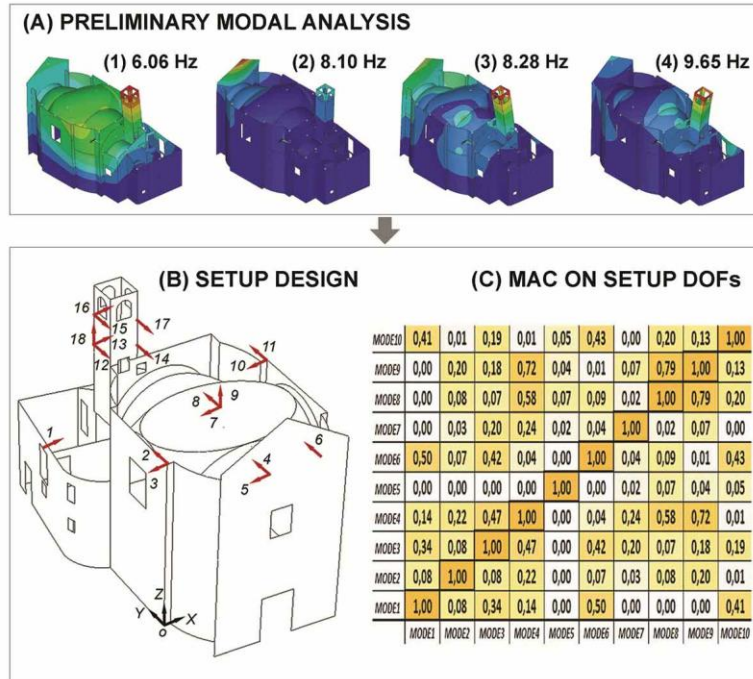 (A) PRELIMINARY MODAL ANALYSIS
(1) 6.06 Hz
(2) 8.10 Hz
(3) 8.28 Hz
(4) 9.65 Hz
(B) SETUP DESIGN
16
15
17
18
13
12
14
11
10
9
8
7
6
1
2
3
4
5
Z
Y
X
o
(C) MAC ON SETUP DOFs
MODE10 0,41 0,01 0,19 0,01 0,05 0,43 0,00 0,20 0,13 1,00
MODE9 0,00 0,20 0,18 0,72 0,04 0,01 0,07 0,79 1,00 0,13
MODE8 0,00 0,08 0,07 0,58 0,07 0,09 0,02 1,00 0,79 0,20
MODE7 0,00 0,03 0,20 0,24 0,02 0,04 1,00 0,02 0,07 0,00
MODE6 0,50 0,07 0,42 0,04 0,00 1,00 0,04 0,09 0,01 0,43
MODE5 0,00 0,00 0,00 0,00 1,00 0,00 0,02 0,07 0,04 0,05
MODE4 0,14 0,22 0,47 1,00 0,00 0,04 0,24 0,58 0,72 0,01
MODE3 0,34 0,08 1,00 0,47 0,00 0,42 0,20 0,07 0,18 0,19
MODE2 0,08 1,00 0,08 0,22 0,00 0,07 0,03 0,08 0,20 0,01
MODE1 1,00 0,08 0,34 0,14 0,00 0,50 0,00 0,00 0,00 0,41
MODE1 MODE2 MODE3 MODE4 MODE5 MODE6 MODE7 MODE8 MODE9 MODE10